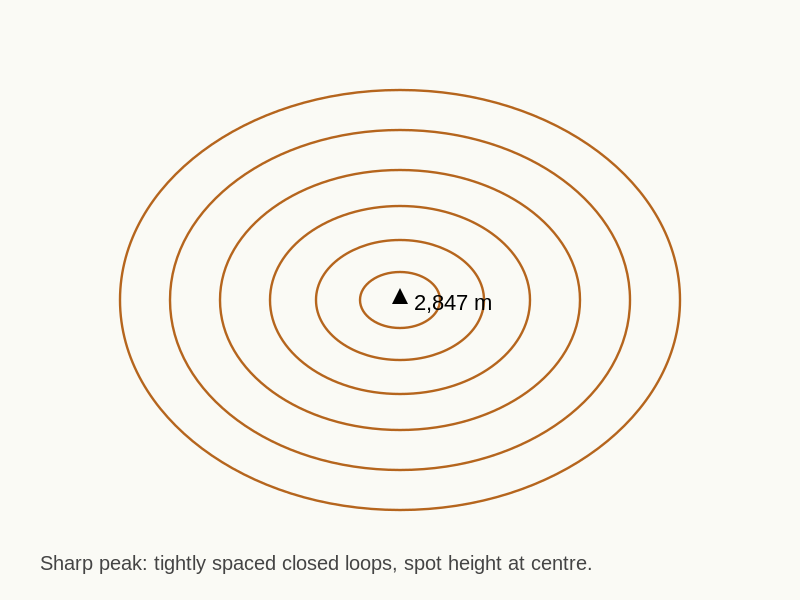 2,847 m
Sharp peak: tightly spaced closed loops, spot height at centre.